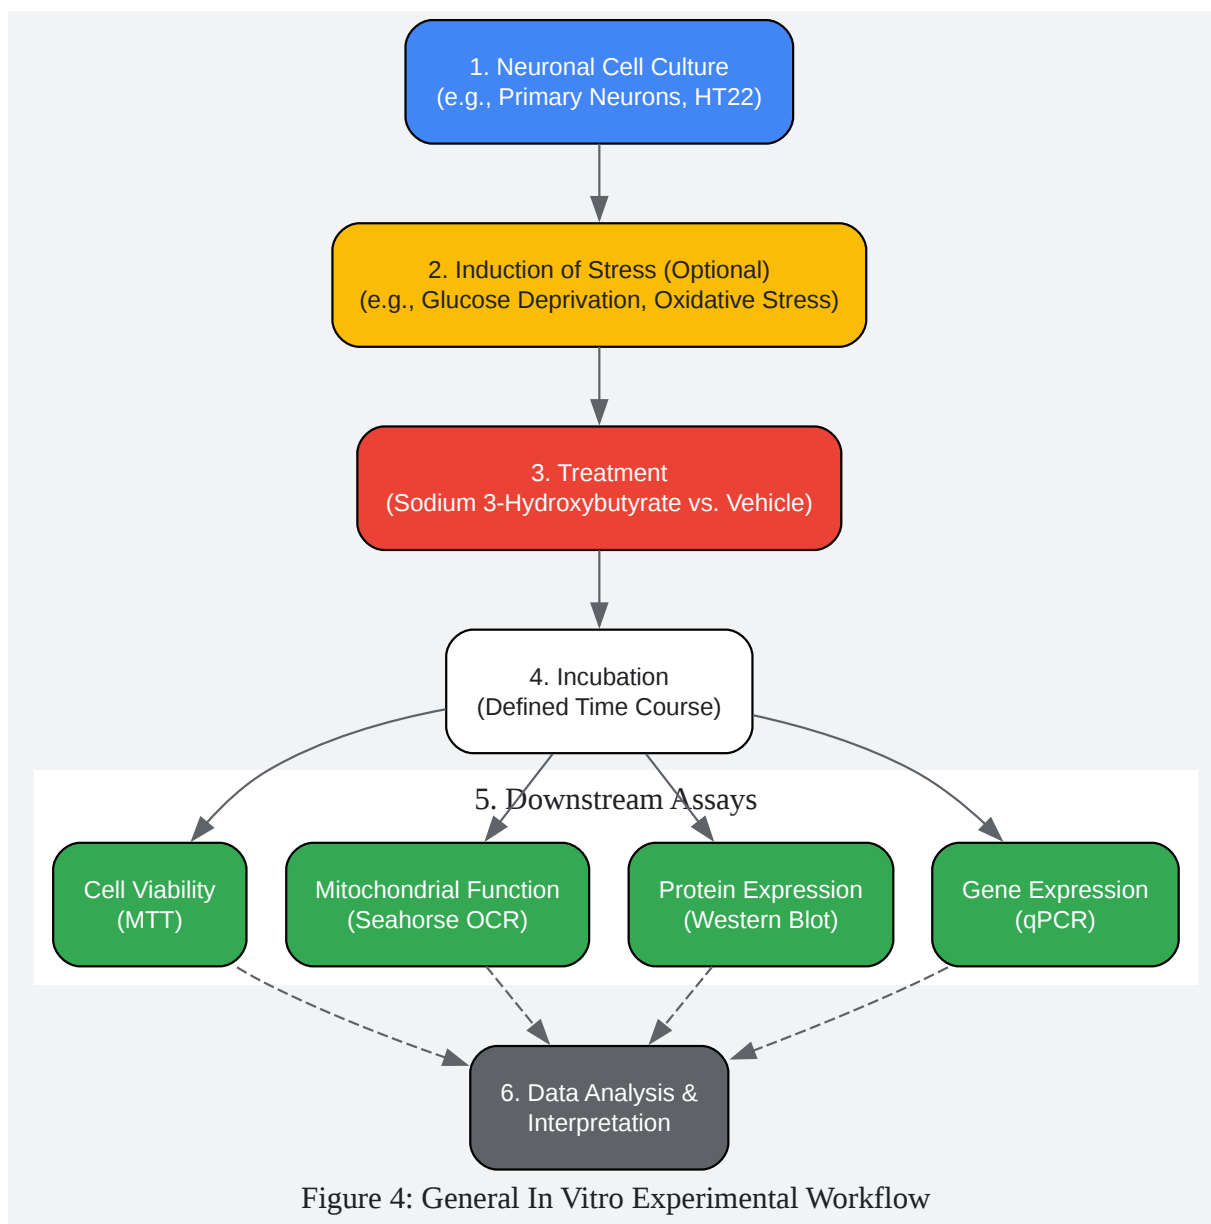 1. Neuronal Cell Culture
(e.g., Primary Neurons, HT22)
2. Induction of Stress (Optional)
(e.g., Glucose Deprivation, Oxidative Stress)
3. Treatment
(Sodium 3-Hydroxybutyrate vs. Vehicle)
4. Incubation
(Defined Time Course)
5. Downstream Assays
Cell Viability
(MTT)
Mitochondrial Function
(Seahorse OCR)
Protein Expression
(Western Blot)
Gene Expression
(qPCR)
6. Data Analysis &
Interpretation
Figure 4: General In Vitro Experimental Workflow